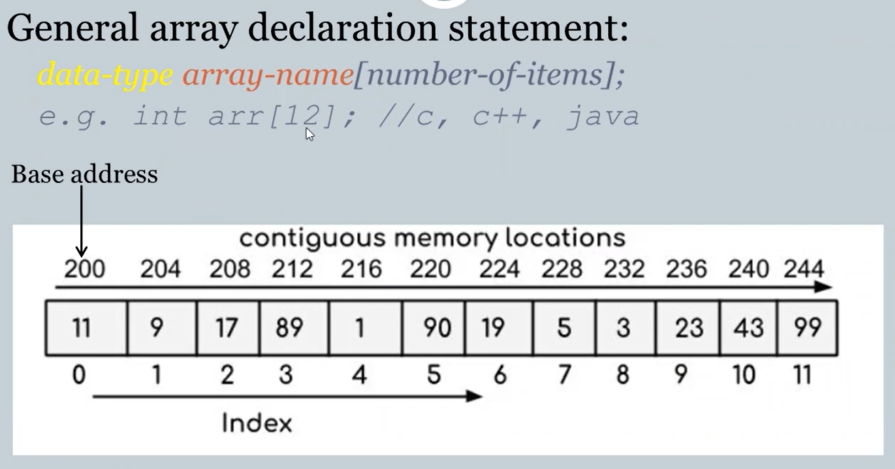 General array declaration statement:
data-type array-name[number-of-items];
e.g. int arr[12]; //c, c++, java
Base address
contiguous memory locations
200 204 208 212 216 220 224 228 232 236 240 244
11 9 17 89 1 90 19 5 3 23 43 99
0 1 2 3 4 5 6 7 8 9 10 11
Index